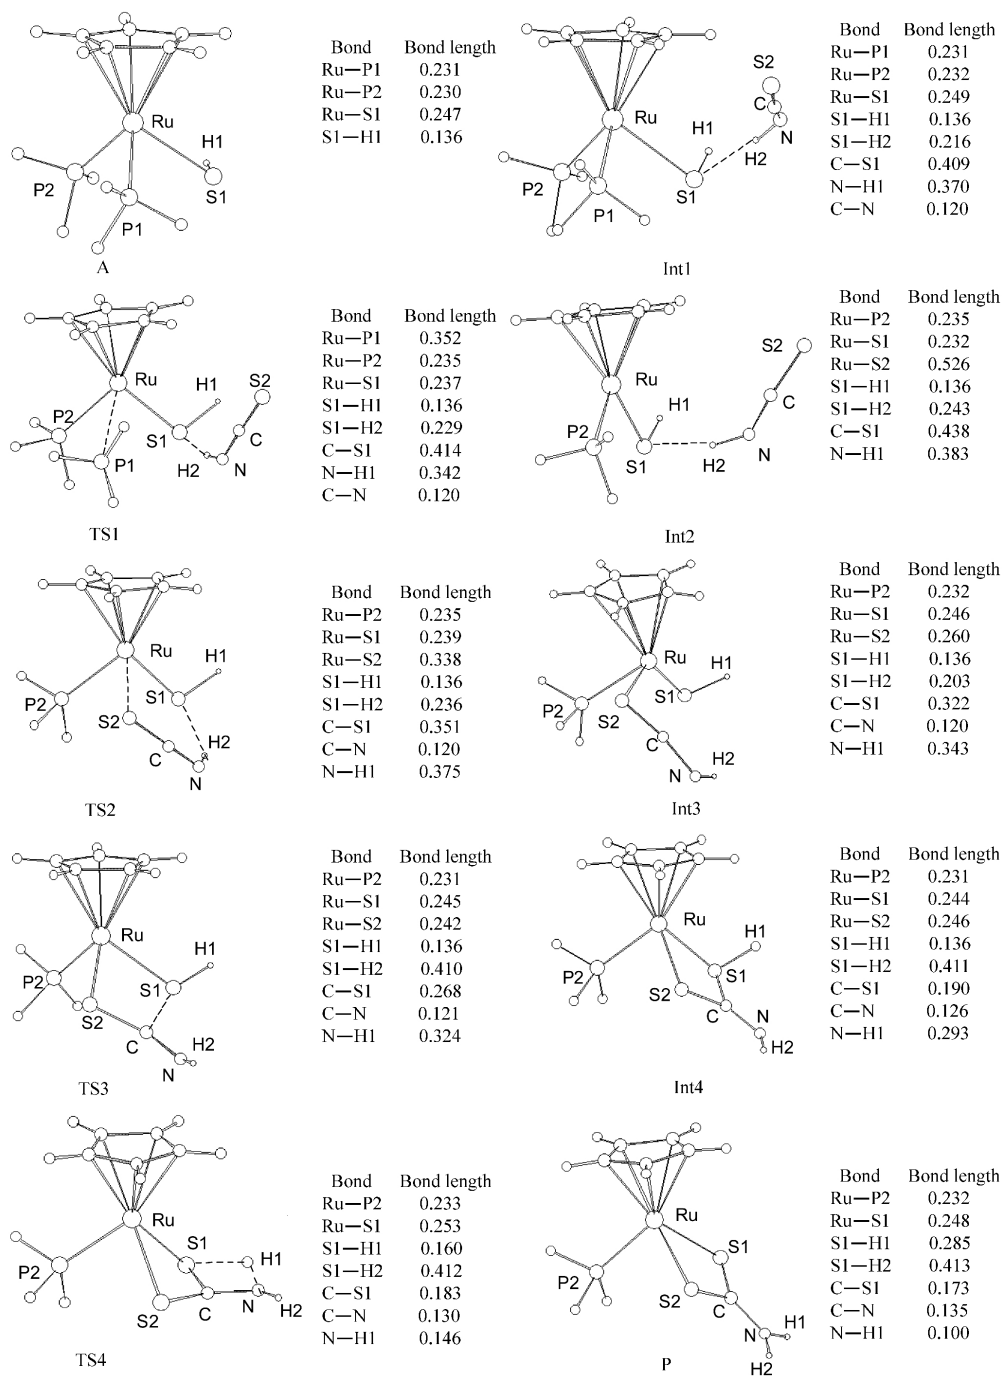 Bond Bond length
Ru—P1 0.231
Ru—P2 0.230
Ru—S1 0.247
S1—H1 0.136
Ru
H1
S1
P2
P1
A
Bond Bond length
Ru—P1 0.231
Ru—P2 0.232
Ru—S1 0.249
S1—H1 0.136
S1—H2 0.216
C—S1 0.409
N—H1 0.370
C—N 0.120
S2
C
N
Ru
H1
H2
S1
P2
P1
Int1
Bond Bond length
Ru—P1 0.352
Ru—P2 0.235
Ru—S1 0.237
S1—H1 0.136
S1—H2 0.229
C—S1 0.414
N—H1 0.342
C—N 0.120
Ru
H1
S2
P2
S1
C
P1
H2
N
TS1
Bond Bond length
Ru—P2 0.235
Ru—S1 0.232
Ru—S2 0.526
S1—H1 0.136
S1—H2 0.243
C—S1 0.438
N—H1 0.383
S2
Ru
H1
C
P2
S1
H2
N
Int2
Bond Bond length
Ru—P2 0.235
Ru—S1 0.239
Ru—S2 0.338
S1—H1 0.136
S1—H2 0.236
C—S1 0.351
C—N 0.120
N—H1 0.375
Ru
H1
S1
P2
S2
H2
C
N
TS2
Bond Bond length
Ru—P2 0.232
Ru—S1 0.246
Ru—S2 0.260
S1—H1 0.136
S1—H2 0.203
C—S1 0.322
C—N 0.120
N—H1 0.343
Ru
H1
S1
P2
S2
C
H2
N
Int3
Bond Bond length
Ru—P2 0.231
Ru—S1 0.245
Ru—S2 0.242
S1—H1 0.136
S1—H2 0.410
C—S1 0.268
C—N 0.121
N—H1 0.324
Ru
H1
P2
S1
S2
C
H2
N
TS3
Bond Bond length
Ru—P2 0.231
Ru—S1 0.244
Ru—S2 0.246
S1—H1 0.136
S1—H2 0.411
C—S1 0.190
C—N 0.126
N—H1 0.293
Ru
H1
P2
S1
S2
C
N
H2
Int4
Bond Bond length
Ru—P2 0.233
Ru—S1 0.253
S1—H1 0.160
S1—H2 0.412
C—S1 0.183
C—N 0.130
N—H1 0.146
Ru
S1
H1
P2
S2
C
N
H2
TS4
Bond Bond length
Ru—P2 0.232
Ru—S1 0.248
S1—H1 0.285
S1—H2 0.413
C—S1 0.173
C—N 0.135
N—H1 0.100
Ru
S1
P2
S2
C
H1
N
H2
P